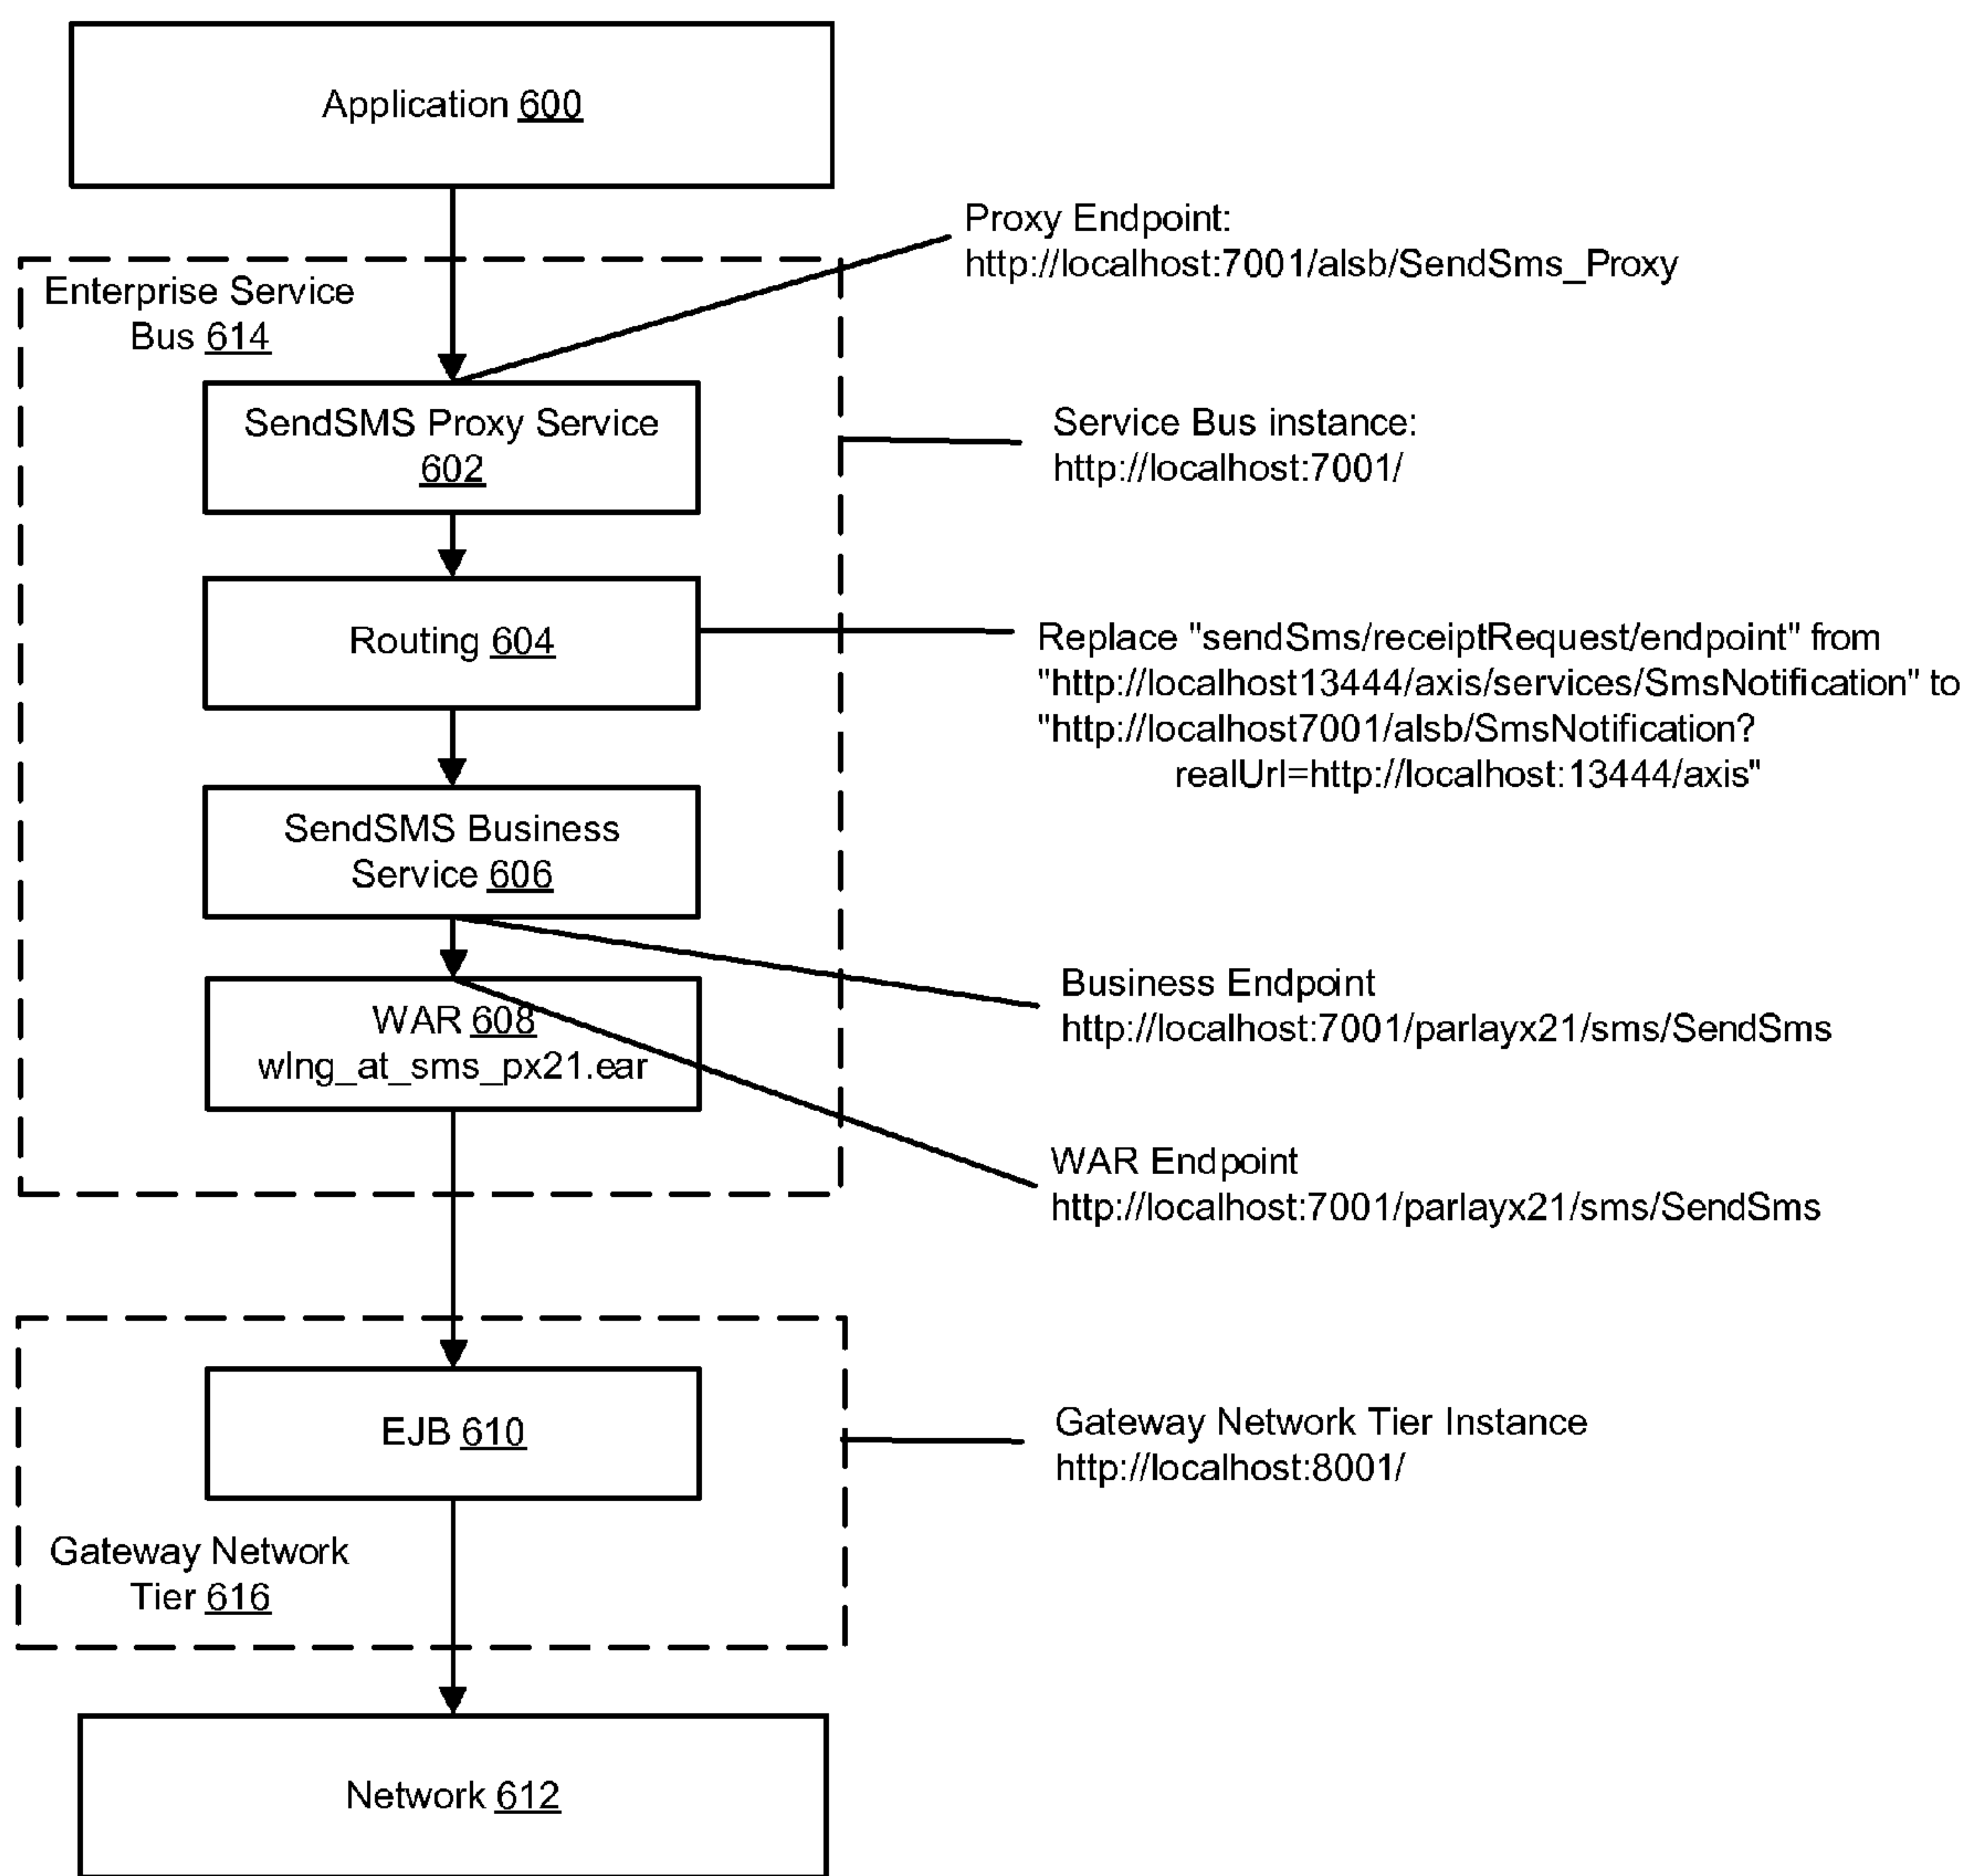 Application 600
Proxy Endpoint:
http://localhost:7001/alsb/SendSms_Proxy
Enterprise Service
Bus 614
SendSMS Proxy Service
602
Service Bus instance:
http://localhost:7001/
Routing 604
Replace "sendSms/receiptRequest/endpoint" from
"http://localhost13444/axis/services/SmsNotification" to
"http://localhost7001/alsb/SmsNotification?
realUrl=http://localhost:13444/axis"
SendSMS Business
Service 606
Business Endpoint
http://localhost:7001/parlayx21/sms/SendSms
WAR 608
wlng_at_sms_px21.ear
WAR Endpoint
http://localhost:7001/parlayx21/sms/SendSms
EJB 610
Gateway Network Tier Instance
http://localhost:8001/
Gateway Network
Tier 616
Network 612